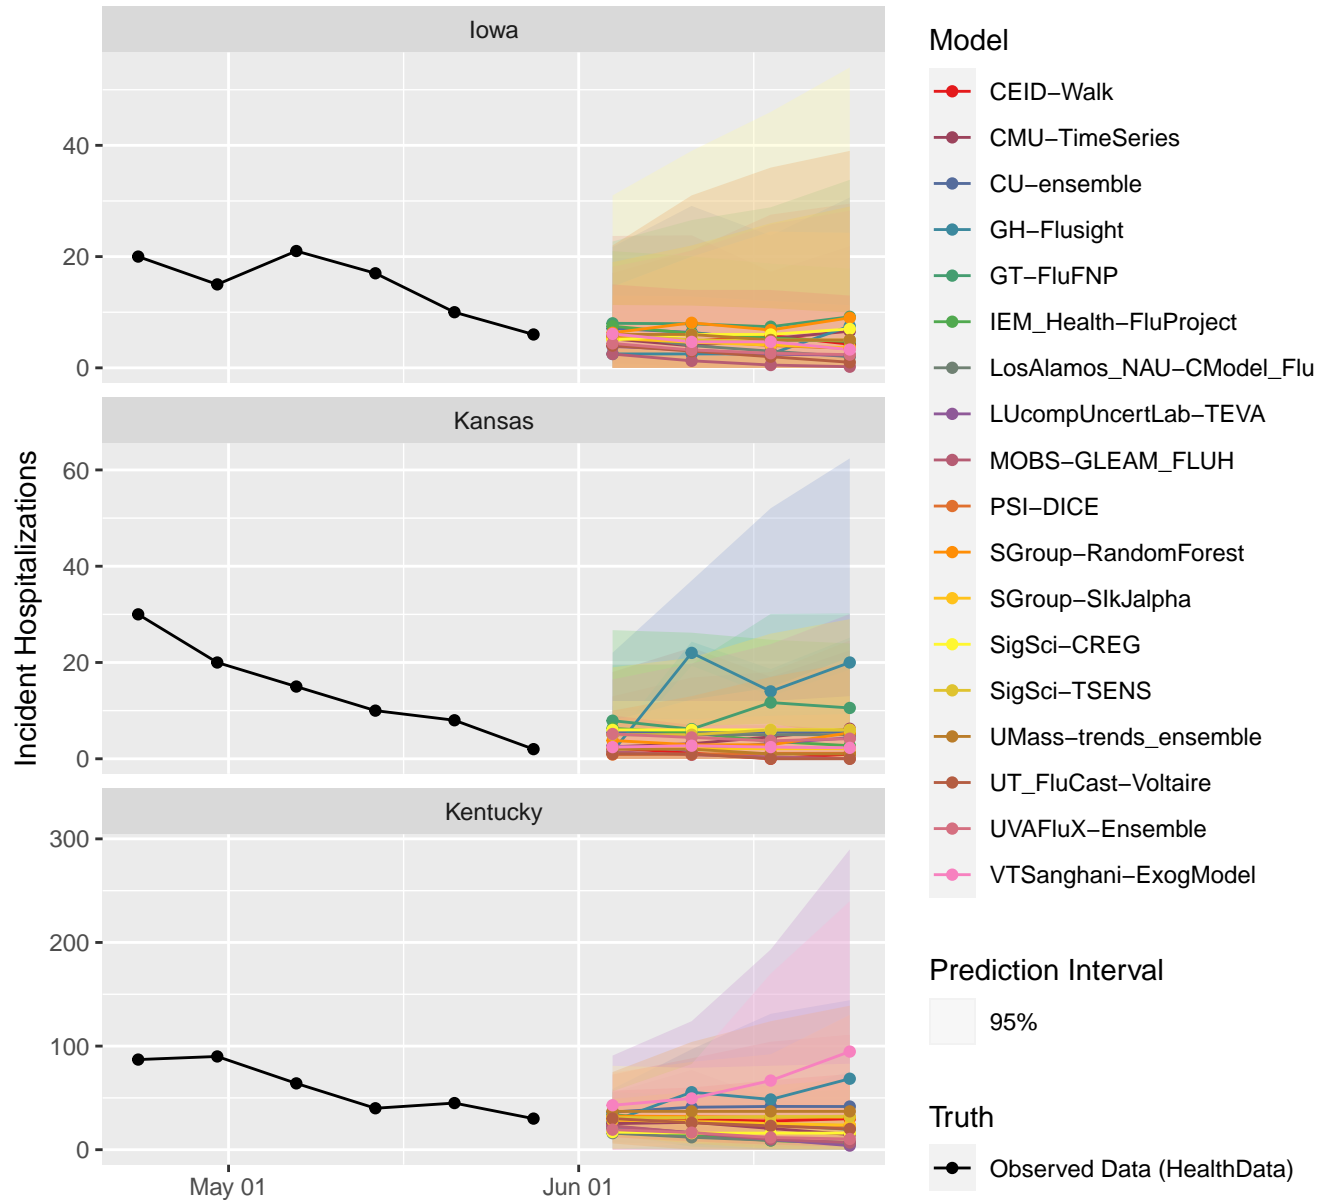 Iowa
40
20
0
Kansas
60
40
20
0
Kentucky
300
200
100
0
May 01
Jun 01
Incident Hospitalizations
Model
CEID−Walk
CMU−TimeSeries
CU−ensemble
GH−Flusight
GT−FluFNP
IEM_Health−FluProject
LosAlamos_NAU−CModel_Flu
LUcompUncertLab−TEVA
MOBS−GLEAM_FLUH
PSI−DICE
SGroup−RandomForest
SGroup−SIkJalpha
SigSci−CREG
SigSci−TSENS
UMass−trends_ensemble
UT_FluCast−Voltaire
UVAFluX−Ensemble
VTSanghani−ExogModel
Prediction Interval
95%
Truth
Observed Data (HealthData)